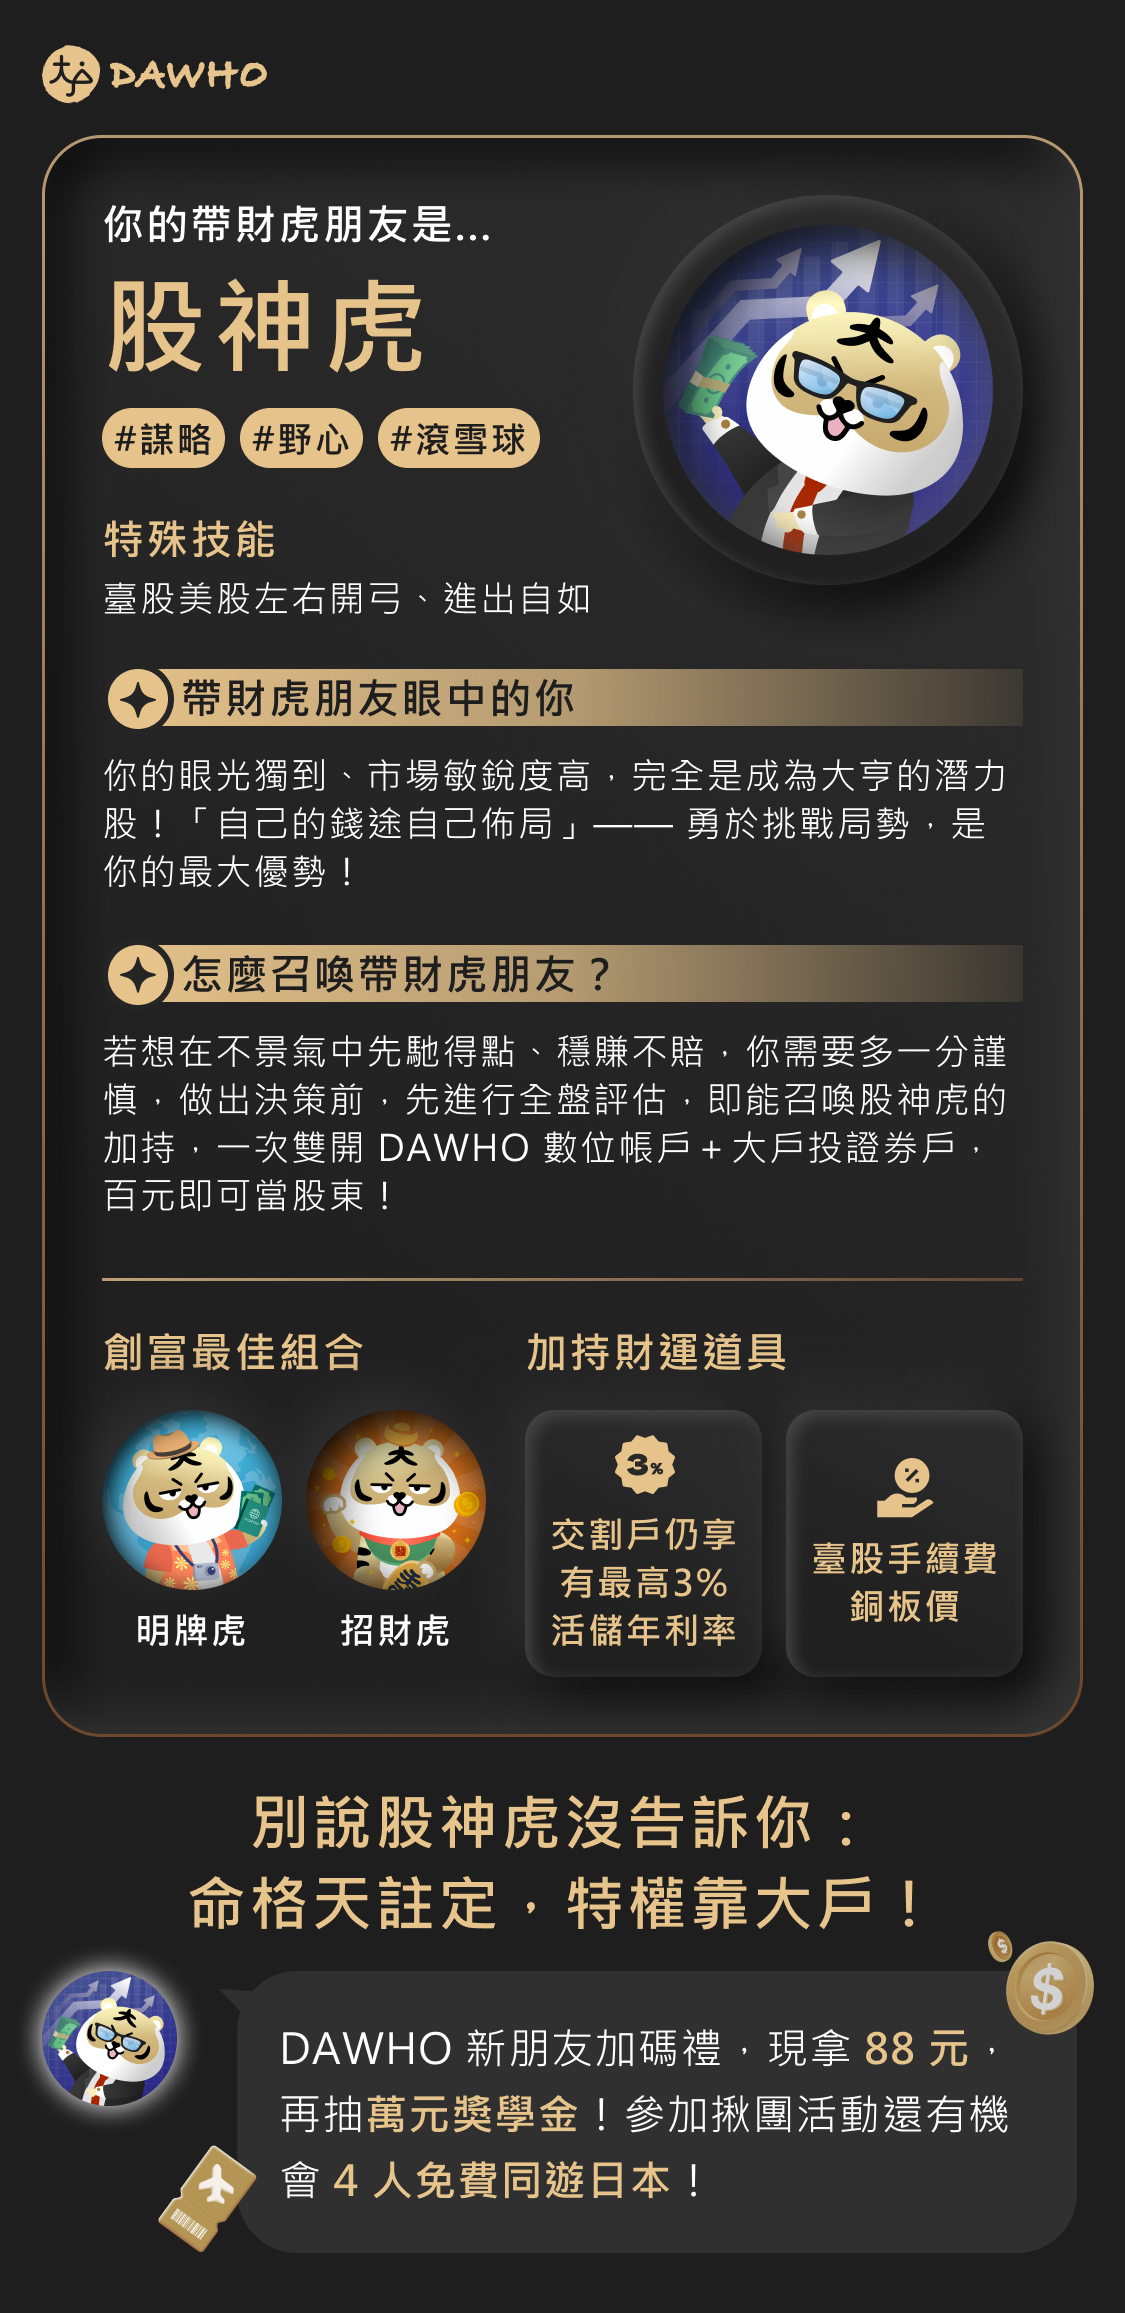 大戶 DAWHO
你的帶財虎朋友是...
股神虎
#謀略 #野心 #滾雪球
特殊技能
臺股美股左右開弓、進出自如
帶財虎朋友眼中的你
你的眼光獨到、市場敏銳度高，完全是成為大亨的潛力
股！「自己的錢途自己佈局」—— 勇於挑戰局勢，是
你的最大優勢！
怎麼召喚帶財虎朋友？
若想在不景氣中先馳得點、穩賺不賠，你需要多一分謹
慎，做出決策前，先進行全盤評估，即能召喚股神虎的
加持，一次雙開 DAWHO 數位帳戶+大戶投證券戶，
百元即可當股東！
創富最佳組合
明牌虎
招財虎
加持財運道具
3%
交割戶仍享
有最高3%
活儲年利率
%
臺股手續費
銅板價
別說股神虎沒告訴你：
命格天註定，特權靠大戶！
$
$
DAWHO 新朋友加碼禮，現拿 88 元，
再抽萬元獎學金！參加揪團活動還有機
會 4 人免費同遊日本！